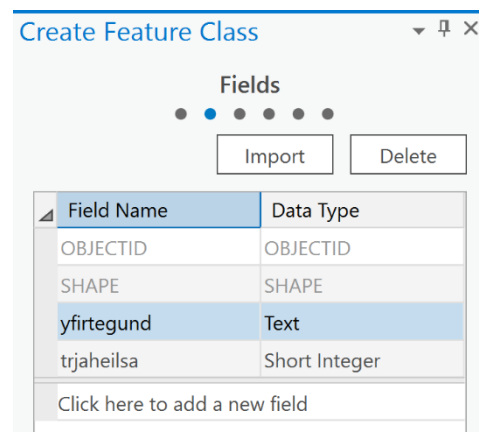 Create Feature Class
Fields
Import Delete
Field Name Data Type
OBJECTID OBJECTID
SHAPE SHAPE
yfirtegund Text
trjaheilsa Short Integer
Click here to add a new field